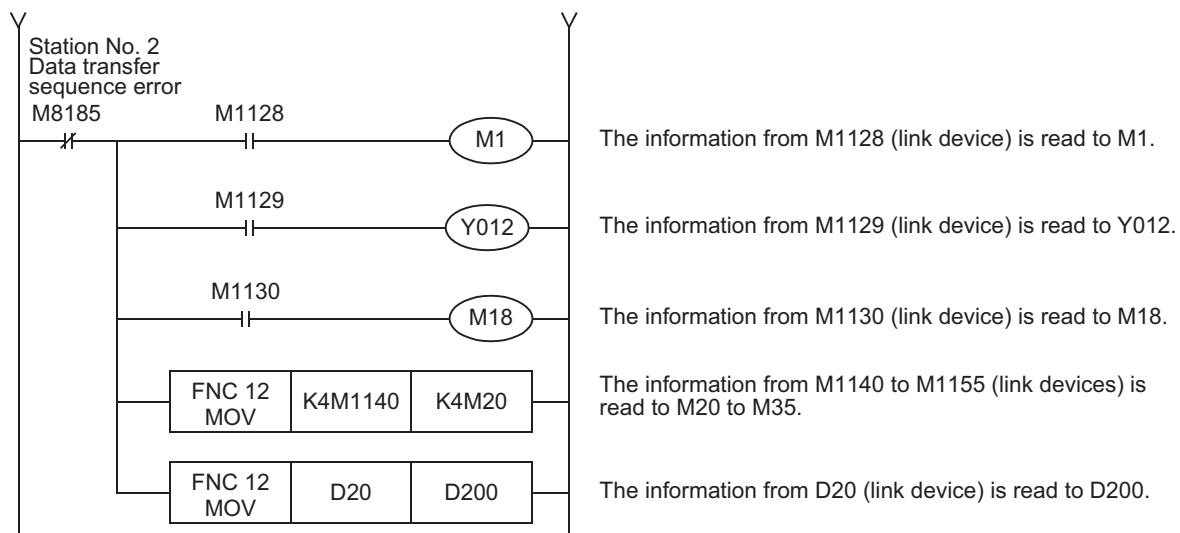 Station No. 2
Data transfer
sequence error
M8185
M1128
M1
The information from M1128 (link device) is read to M1.
M1129
Y012
The information from M1129 (link device) is read to Y012.
M1130
M18
The information from M1130 (link device) is read to M18.
FNC 12
MOV
K4M1140
K4M20
The information from M1140 to M1155 (link devices) is
read to M20 to M35.
FNC 12
MOV
D20
D200
The information from D20 (link device) is read to D200.